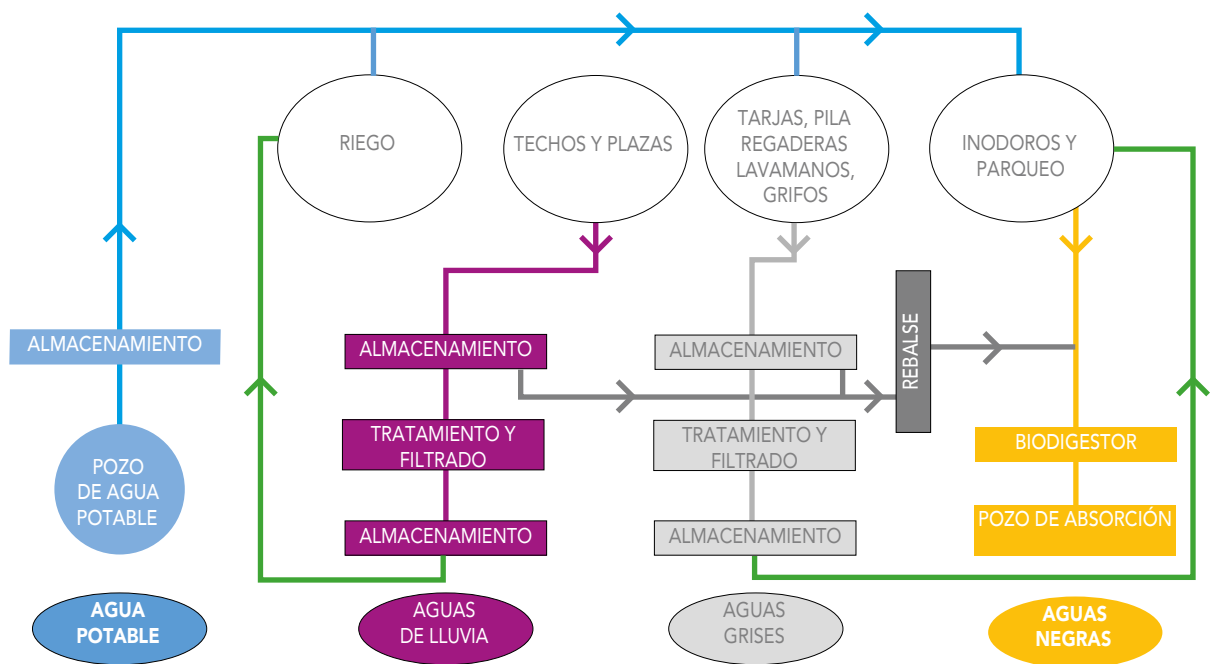 RIEGO
TECHOS Y PLAZAS
TARJAS, PILA
REGADERAS
LAVAMANOS,
GRIFOS
INODOROS Y
PARQUEO
ALMACENAMIENTO
ALMACENAMIENTO
ALMACENAMIENTO
REBALSE
POZO
DE AGUA
POTABLE
TRATAMIENTO Y
FILTRADO
TRATAMIENTO Y
FILTRADO
BIODIGESTOR
ALMACENAMIENTO
ALMACENAMIENTO
POZO DE ABSORCIÓN
AGUA
POTABLE
AGUAS
DE LLUVIA
AGUAS
GRISES
AGUAS
NEGRAS